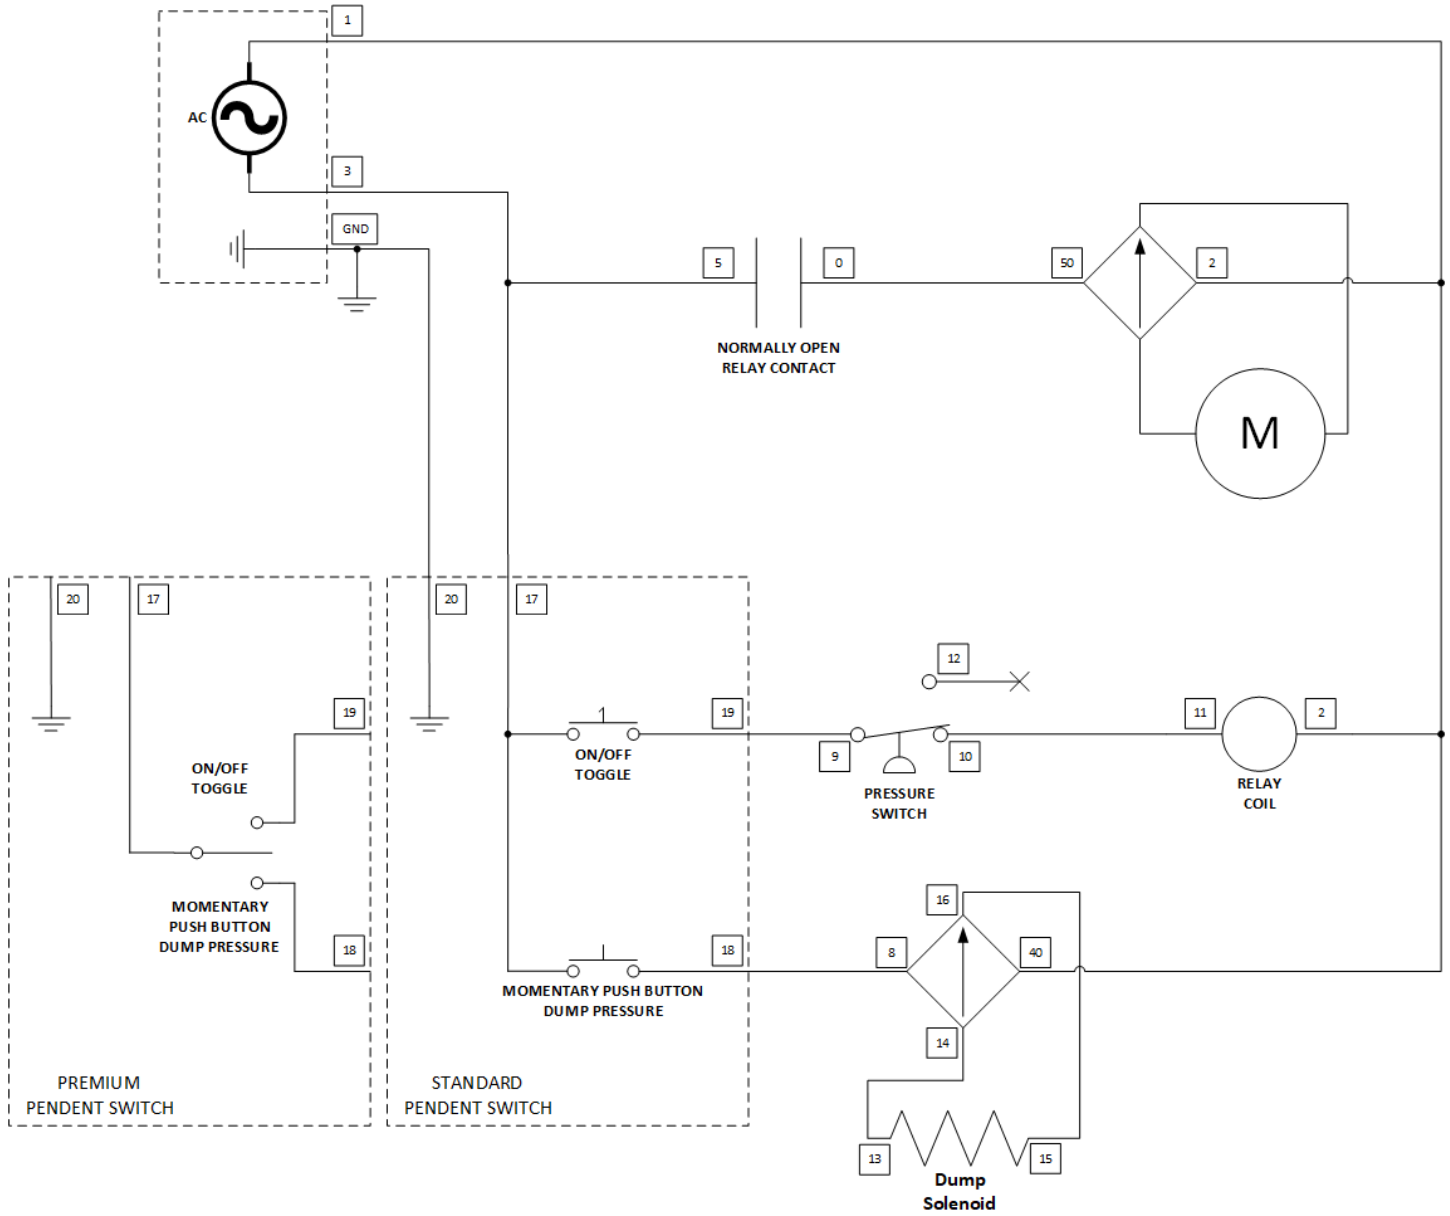 1
AC
3
GND
5
0
50
2
NORMALLY OPEN
RELAY CONTACT
M
20
17
20
17
12
19
19
11
2
ON/OFF
TOGGLE
9
10
ON/OFF
TOGGLE
PRESSURE
SWITCH
RELAY
COIL
16
MOMENTARY
PUSH BUTTON
DUMP PRESSURE
18
18
8
40
MOMENTARY PUSH BUTTON
DUMP PRESSURE
14
PREMIUM
PENDENT SWITCH
STANDARD
PENDENT SWITCH
13
15
Dump
Solenoid